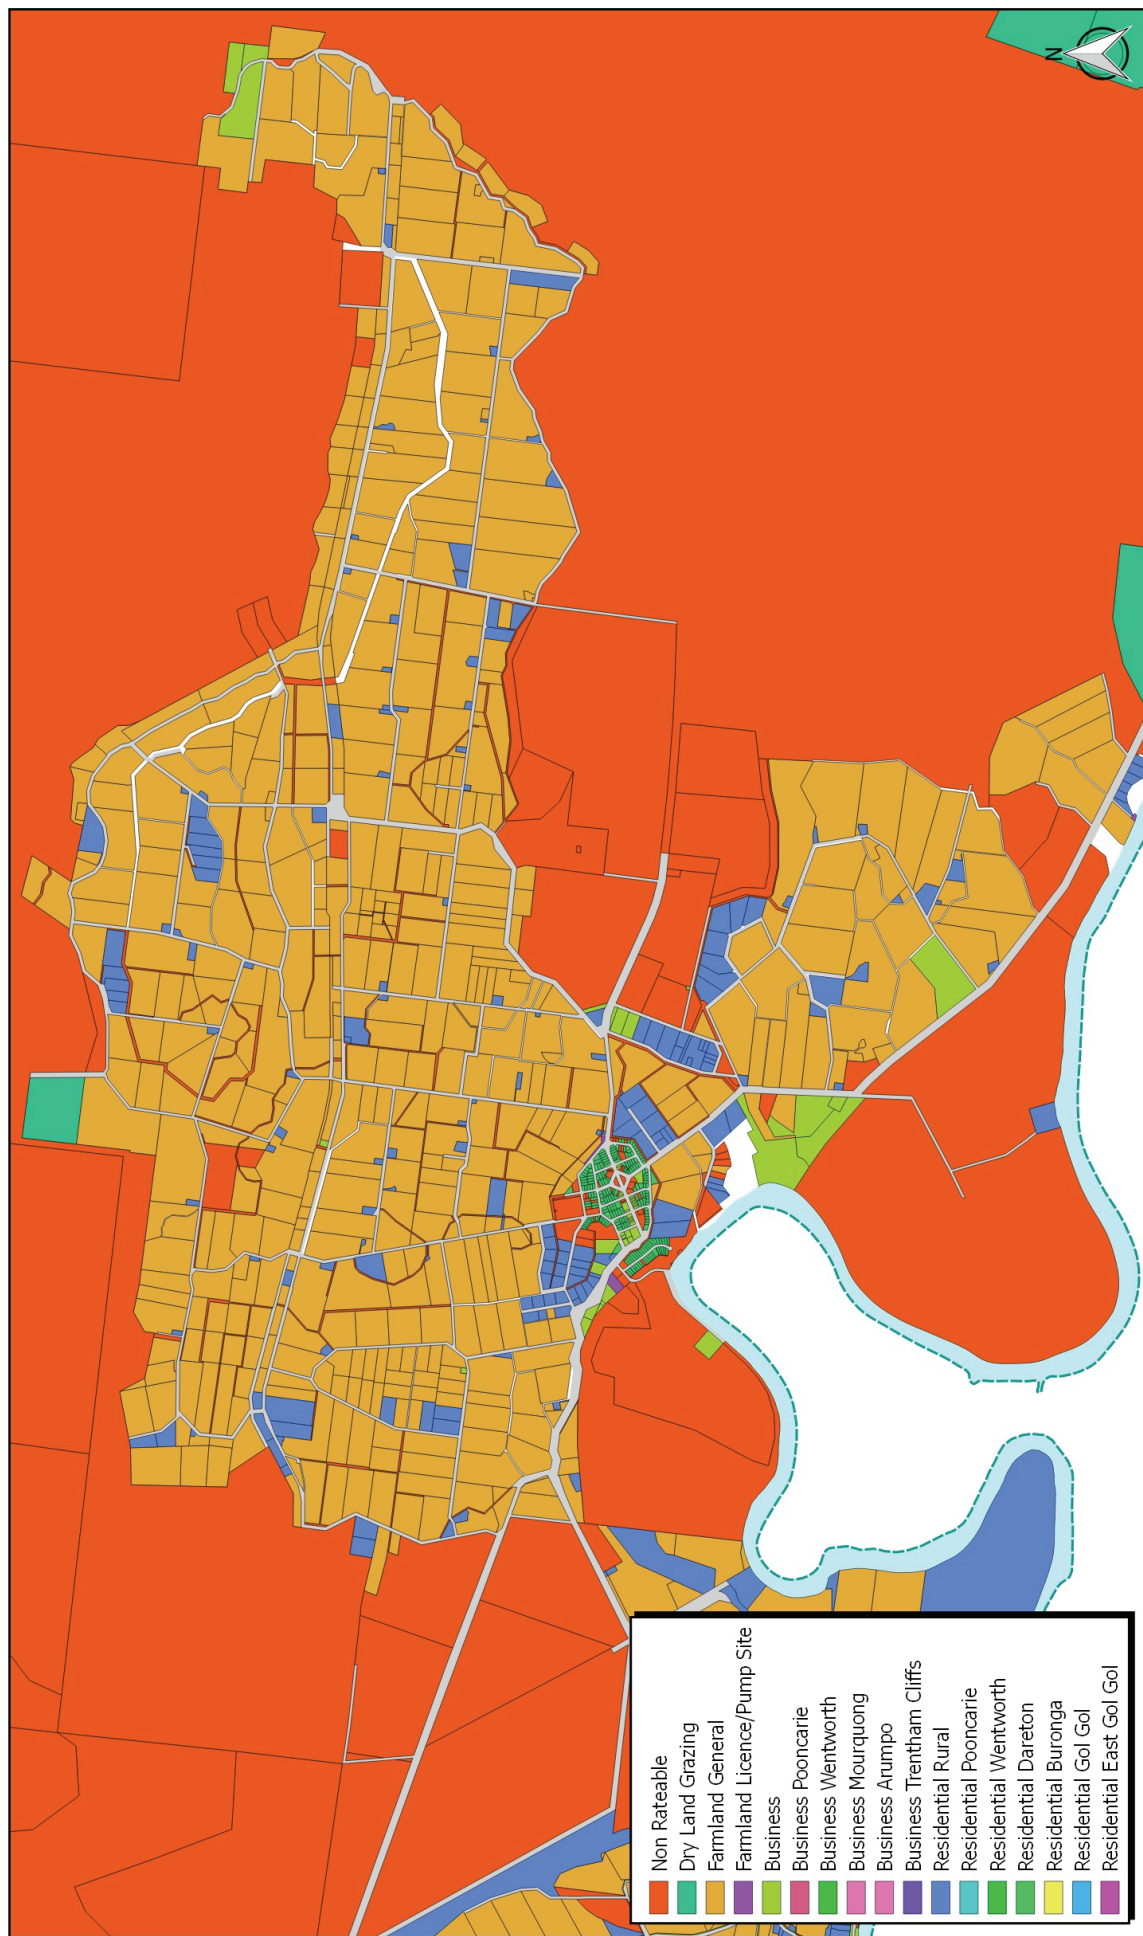 N
Non Rateable
Dry Land Grazing
Farmland General
Farmland Licence/Pump Site
Business
Business Pooncarie
Business Wentworth
Business Mourquong
Business Arumpo
Business Trentham Cliffs
Residential Rural
Residential Pooncarie
Residential Wentworth
Residential Dareton
Residential Buronga
Residential Gol Gol
Residential East Gol Gol